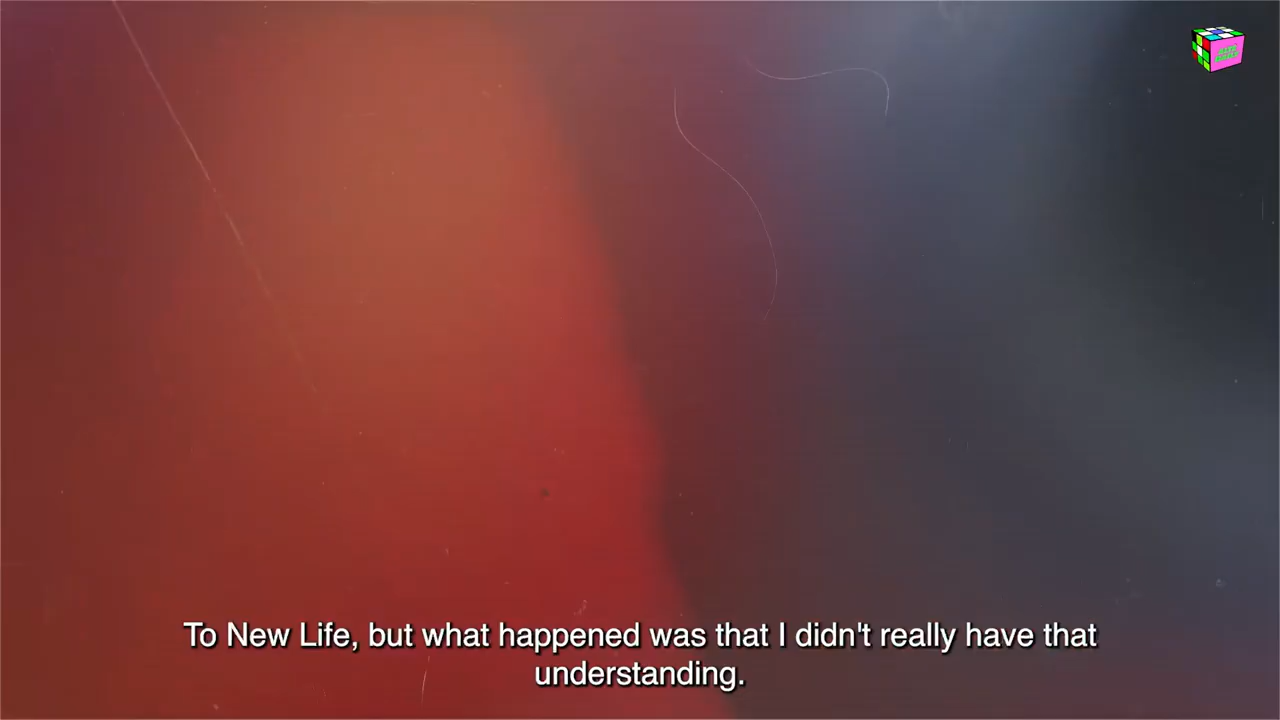 To New Life, but what happened was that I didn't really have that
understanding.